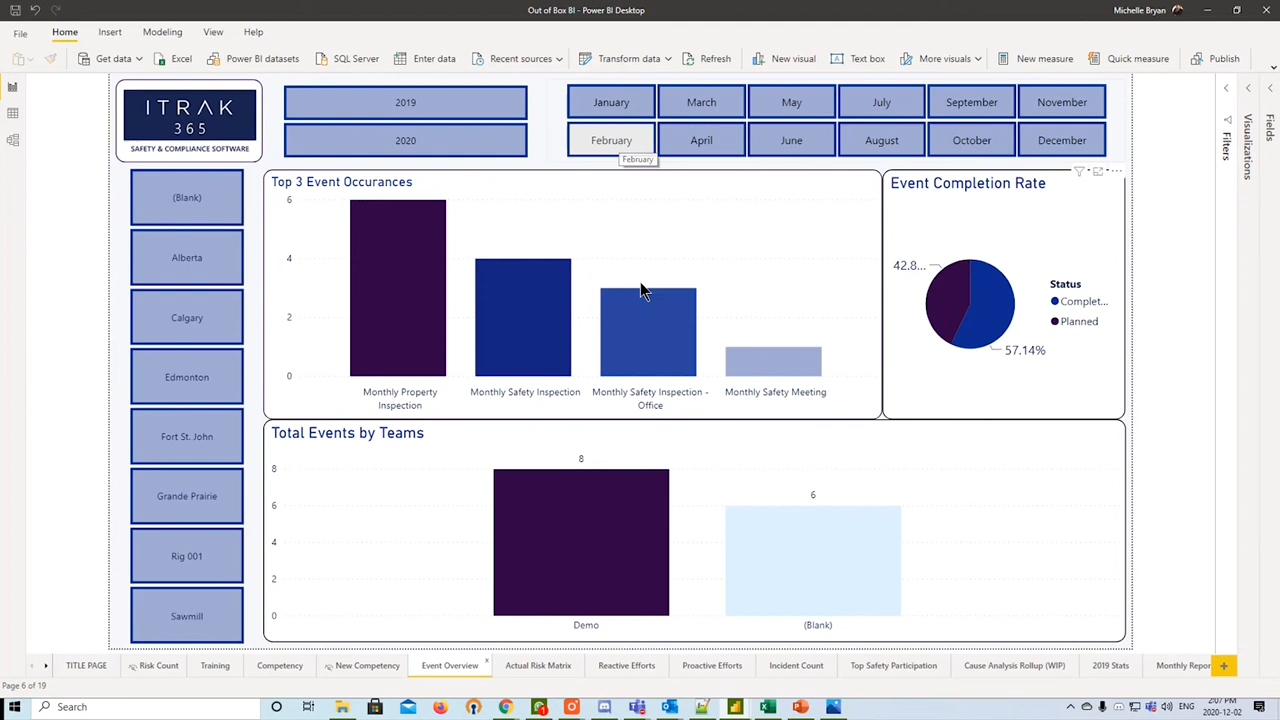 Out of Box BI - Power BI Desktop
Michelle Bryan
File
Home
Insert
Modeling
View
Help
Get data
Excel
Power BI datasets
SQL Server
Enter data
Recent sources
Transform data
Refresh
New visual
Text box
More visuals
New measure
Quick measure
Publish
ITRAK
365
SAFETY & COMPLIANCE SOFTWARE
2019
2020
January
March
May
July
September
November
February
April
June
August
October
December
February
Filters
Visualizations
Fields
(Blank)
Alberta
Calgary
Edmonton
Fort St. John
Grande Prairie
Rig 001
Sawmill
Top 3 Event Occurances
6
4
2
0
Monthly Property
Inspection
Monthly Safety Inspection
Monthly Safety Inspection -
Office
Monthly Safety Meeting
Event Completion Rate
42.8...
57.14%
Status
Complet...
Planned
Total Events by Teams
8
6
4
2
0
8
6
Demo
(Blank)
TITLE PAGE
Risk Count
Training
Competency
New Competency
Event Overview
Actual Risk Matrix
Reactive Efforts
Proactive Efforts
Incident Count
Top Safety Participation
Cause Analysis Rollup (WIP)
2019 Stats
Monthly Repor
Page 6 of 19
Search
ENG
2:07 PM
2020-12-02